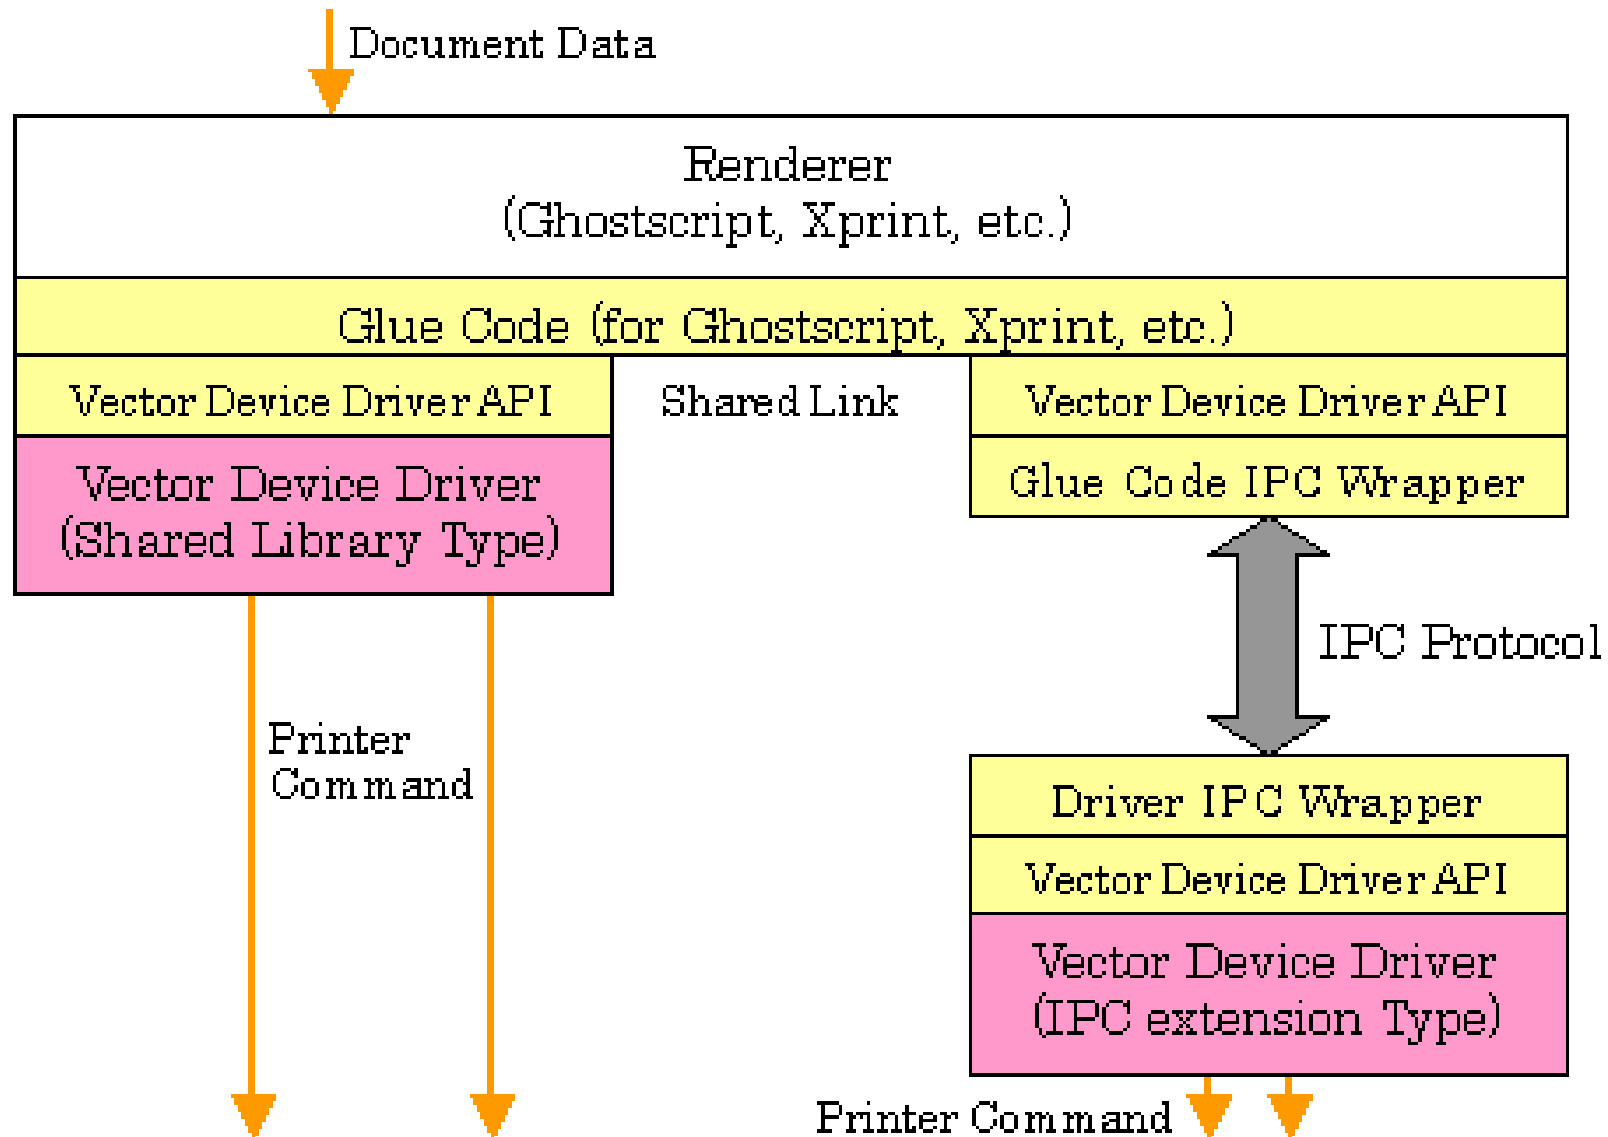 Document Data
Renderer
(Ghostscript, Xprint, etc.)
Glue Code (for Ghostscript, Xprint, etc.)
Vector Device Driver API
Shared Link
Vector Device Driver API
Vector Device Driver
(Shared Library Type)
Glue Code IPC Wrapper
IPC Protocol
Printer
Command
Driver IPC Wrapper
Vector Device Driver API
Vector Device Driver
(IPC extension Type)
Printer Command